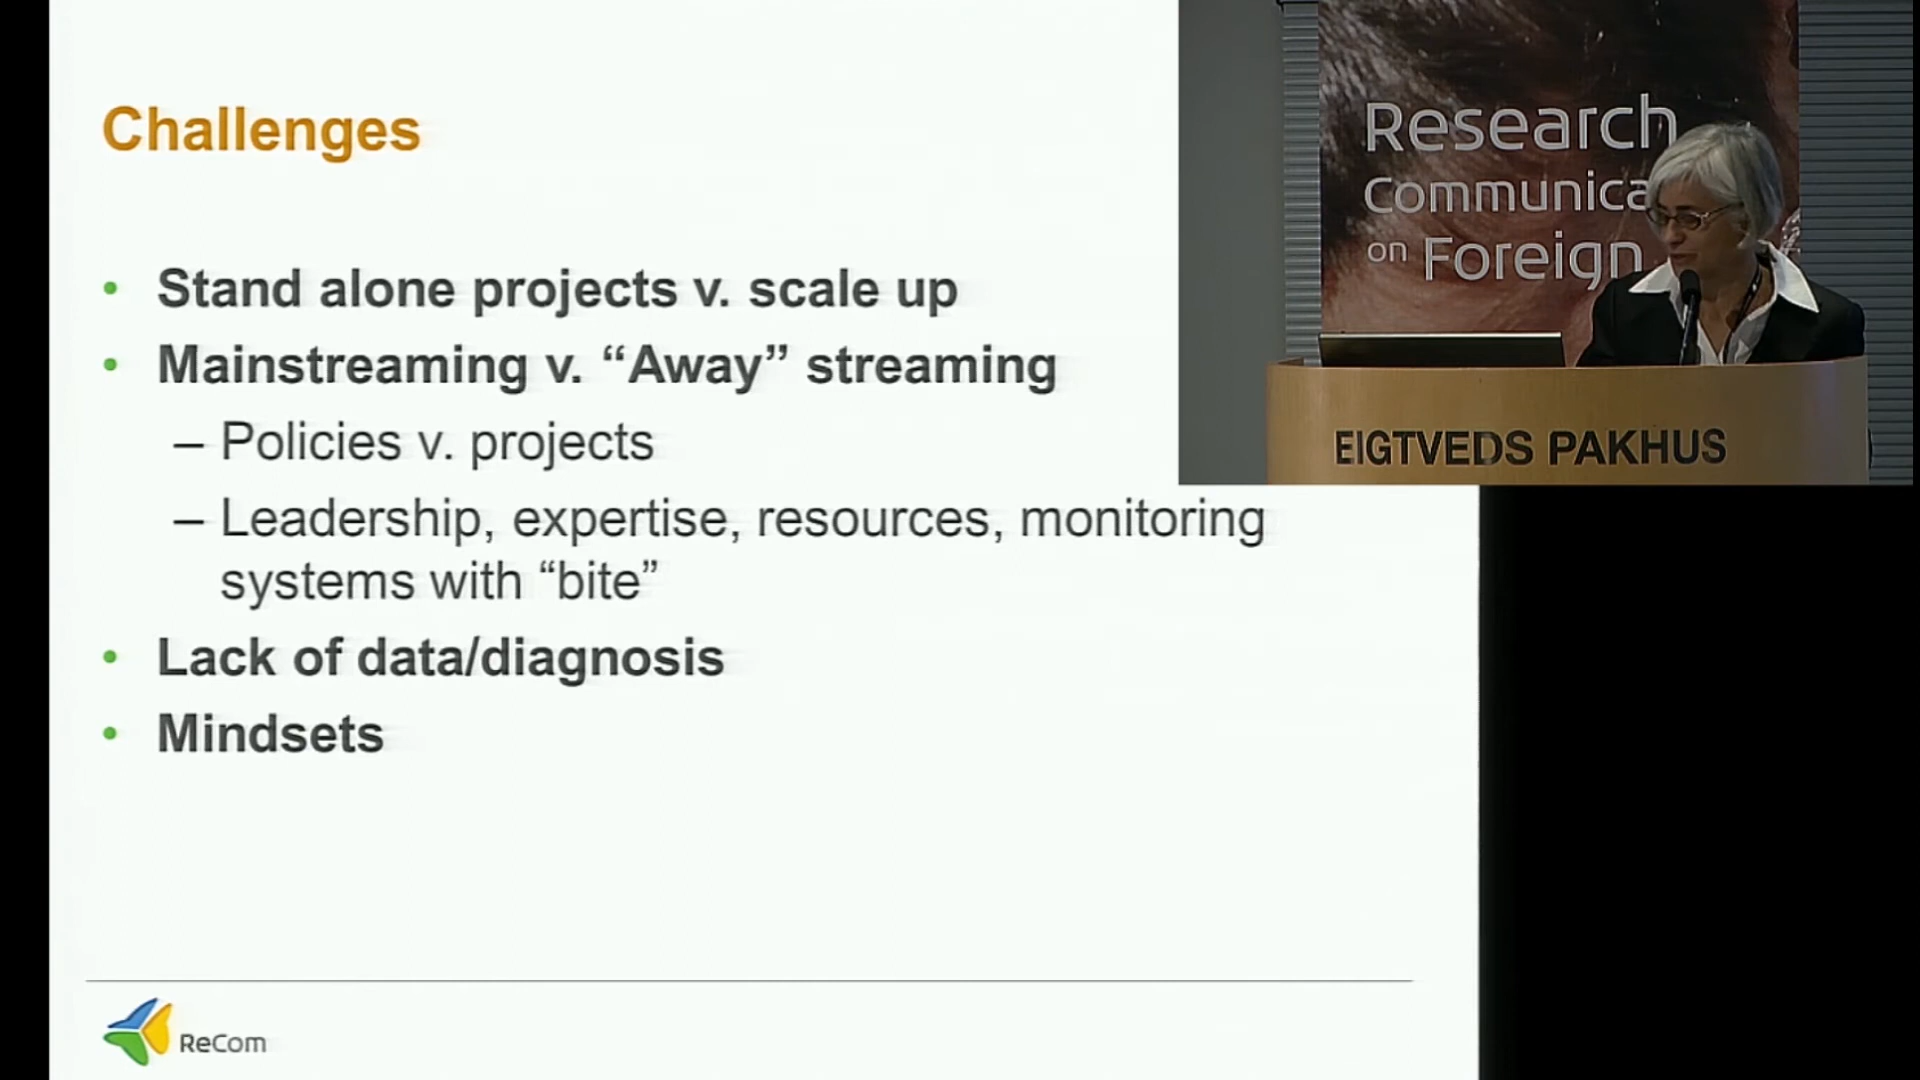 Challenges
• Stand alone projects v. scale up
• Mainstreaming v. “Away” streaming
– Policies v. projects
– Leadership, expertise, resources, monitoring
systems with “bite”
• Lack of data/diagnosis
• Mindsets
ReCom
Research
Communica
on Foreign
EIGTVEDS PAKHUS